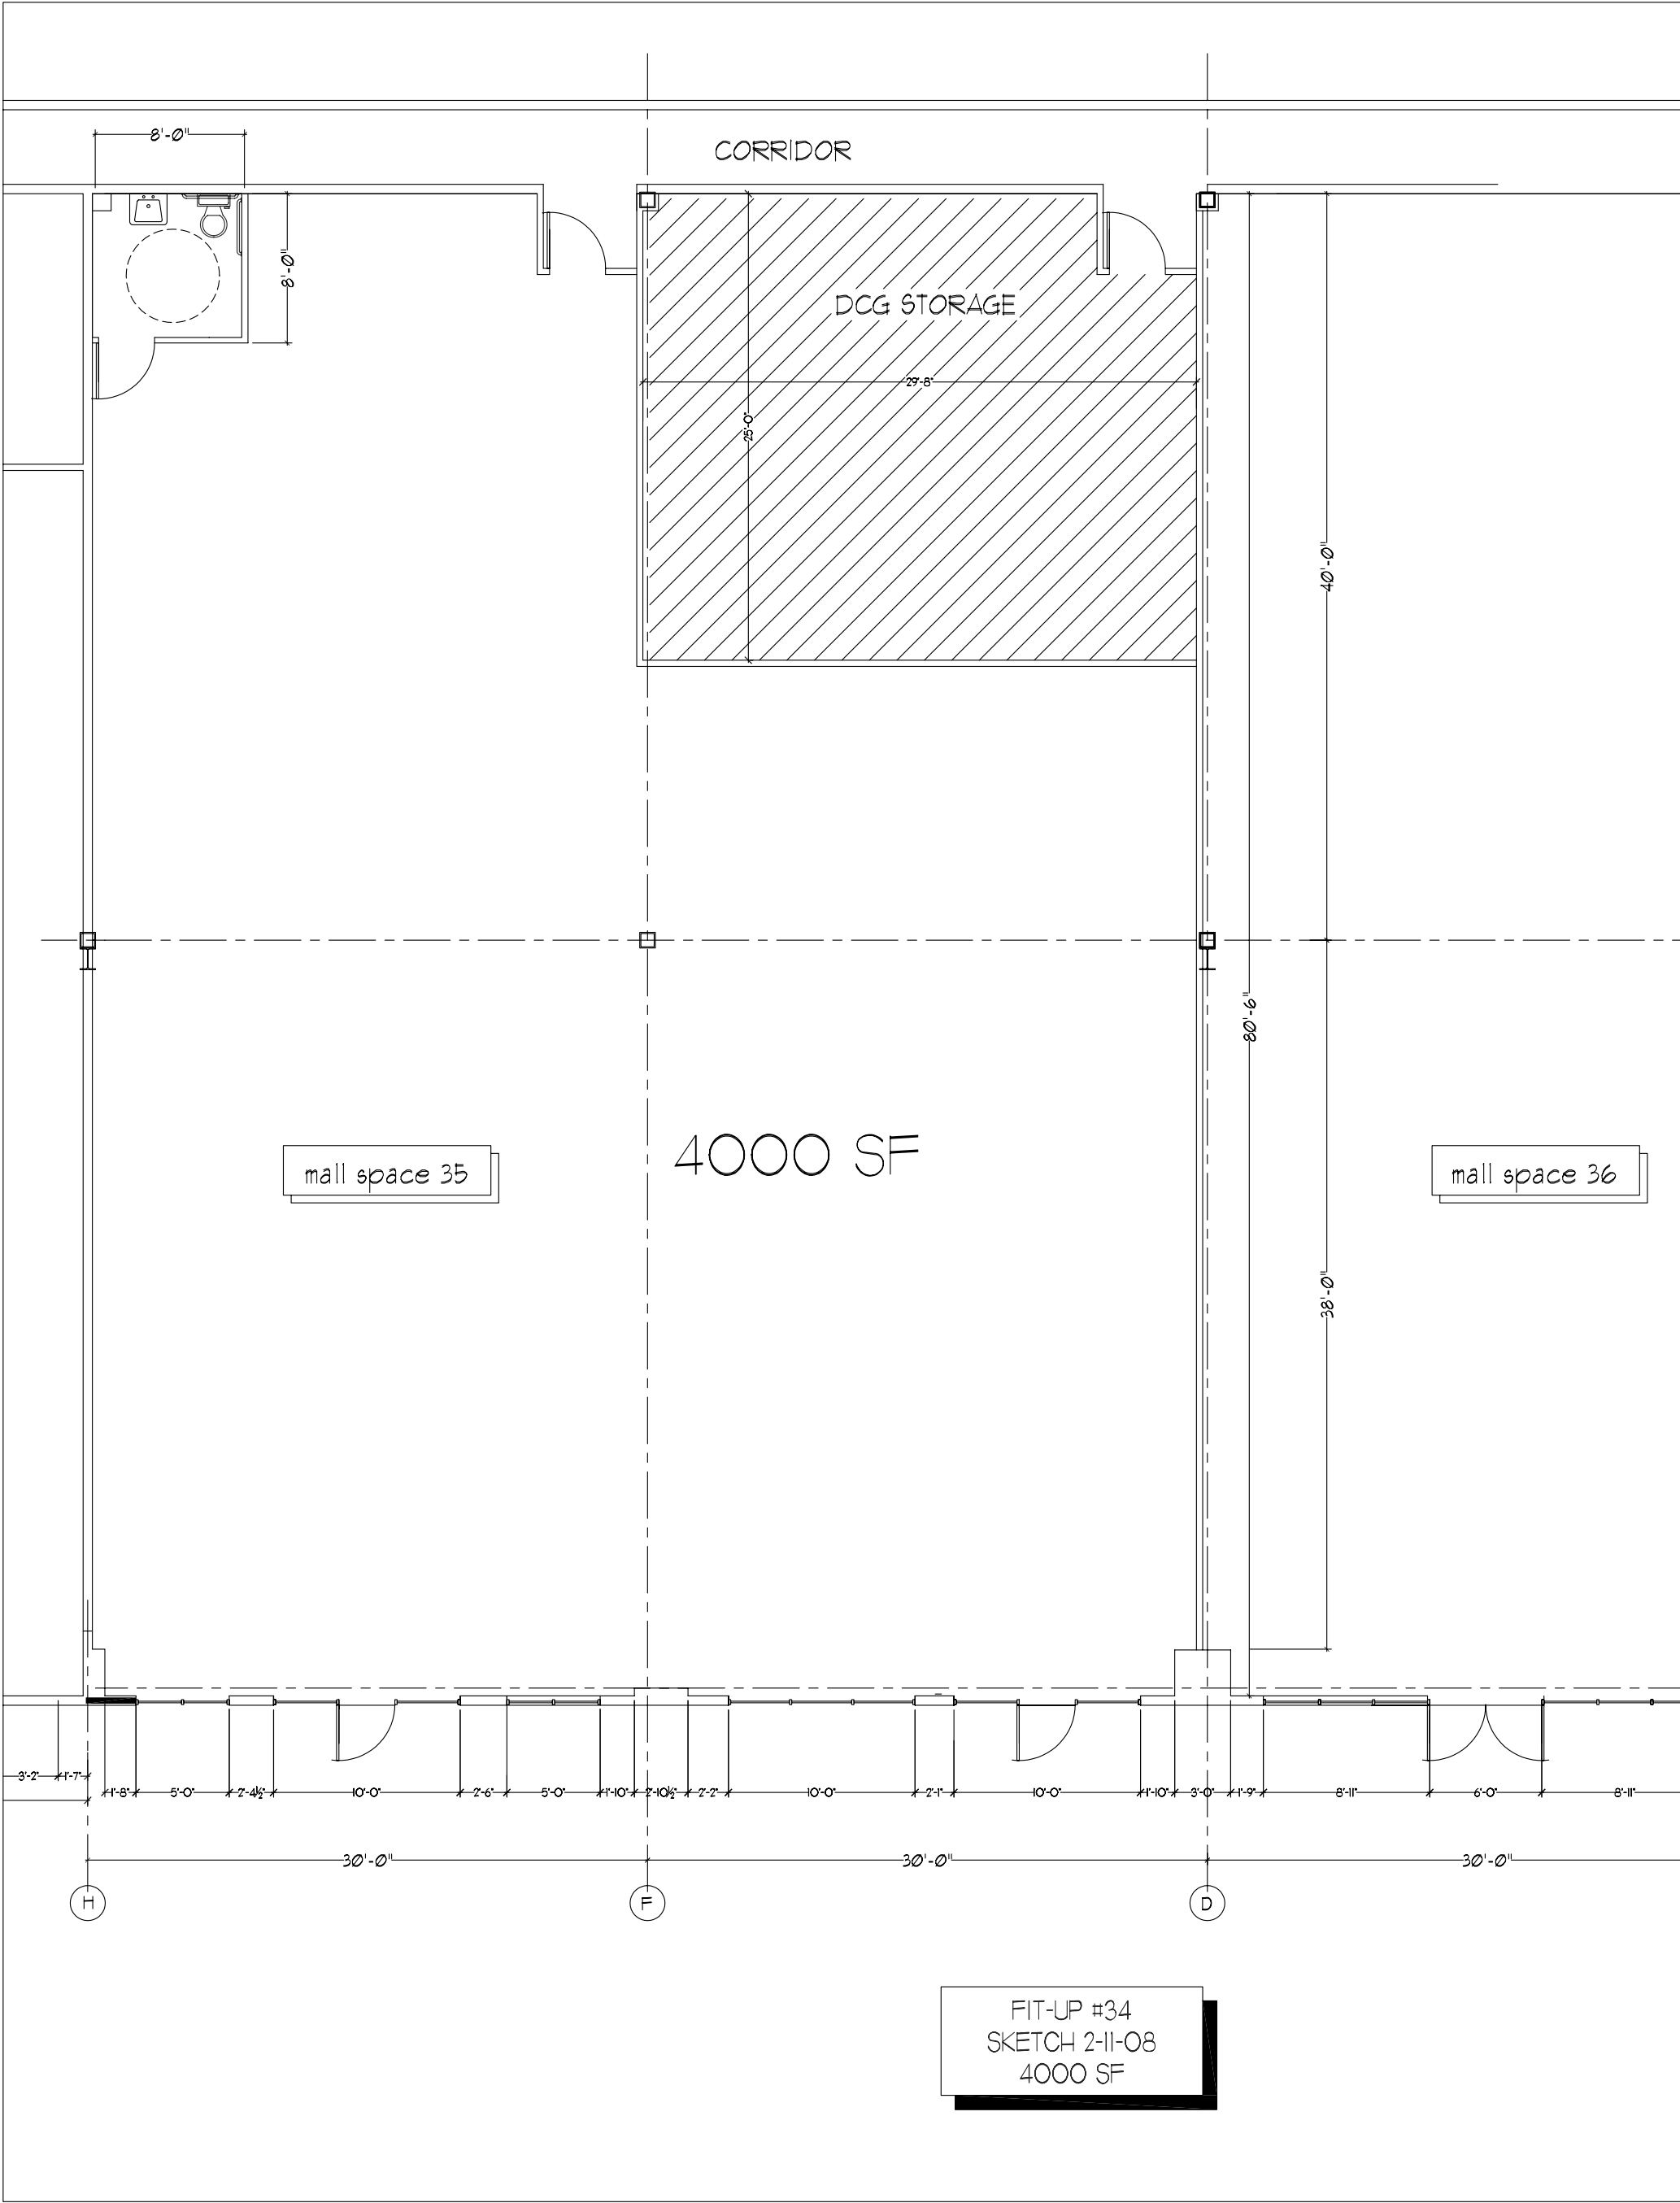 8'-0"
CORRIDOR
8'-0"
DCG STORAGE
29'-8"
25'-0"
40'-0"
80'-6"
4000 SF
mall space 35
mall space 36
38'-0"
3'-2" 1'-7" 1'-8" 5'-0" 2'-4½" 10'-0" 2'-6" 5'-0" 1'-10" 2'-10½" 2'-2" 10'-0" 2'-1" 10'-0" 1'-10" 3'-0" 1'-9" 8'-11" 6'-0" 8'-11"
30'-0" 30'-0" 30'-0"
H F D
FIT-UP #34
SKETCH 2-11-08
4000 SF